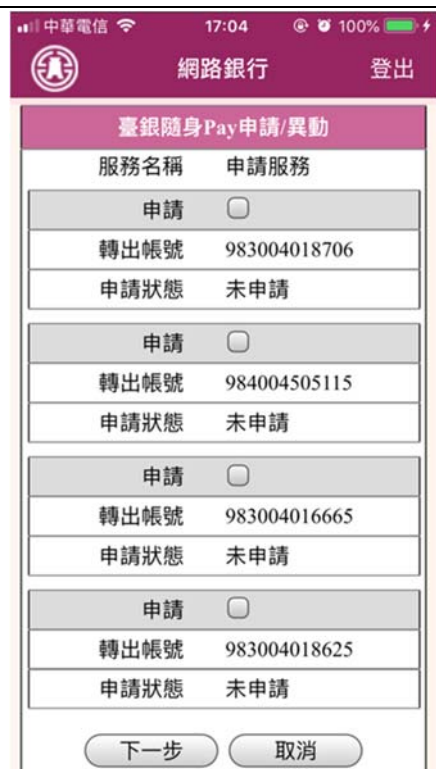 中華電信 17:04 100%
網路銀行 登出
臺銀隨身Pay申請/異動
服務名稱 申請服務
申請
轉出帳號 983004018706
申請狀態 未申請
申請
轉出帳號 984004505115
申請狀態 未申請
申請
轉出帳號 983004016665
申請狀態 未申請
申請
轉出帳號 983004018625
申請狀態 未申請
下一步 取消